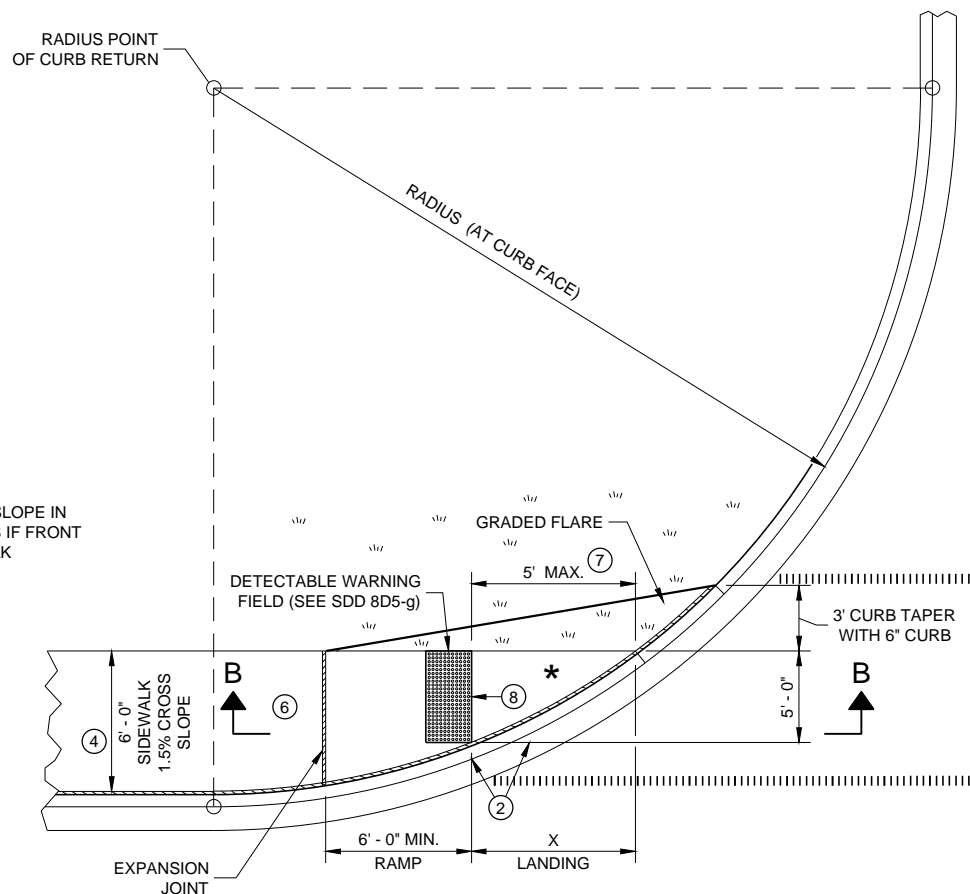 RADIUS POINT
OF CURB RETURN
RADIUS (AT CURB FACE)
SLOPE IN
IF FRONT
GRADED FLARE
5' MAX.
7
DETECTABLE WARNING
FIELD (SEE SDD 8D5-g)
3' CURB TAPER
WITH 6" CURB
B
6
*
8
B
4
6' - 0"
SIDEWALK
1.5% CROSS
SLOPE
5' - 0"
2
6' - 0" MIN.
RAMP
X
LANDING
EXPANSION
JOINT